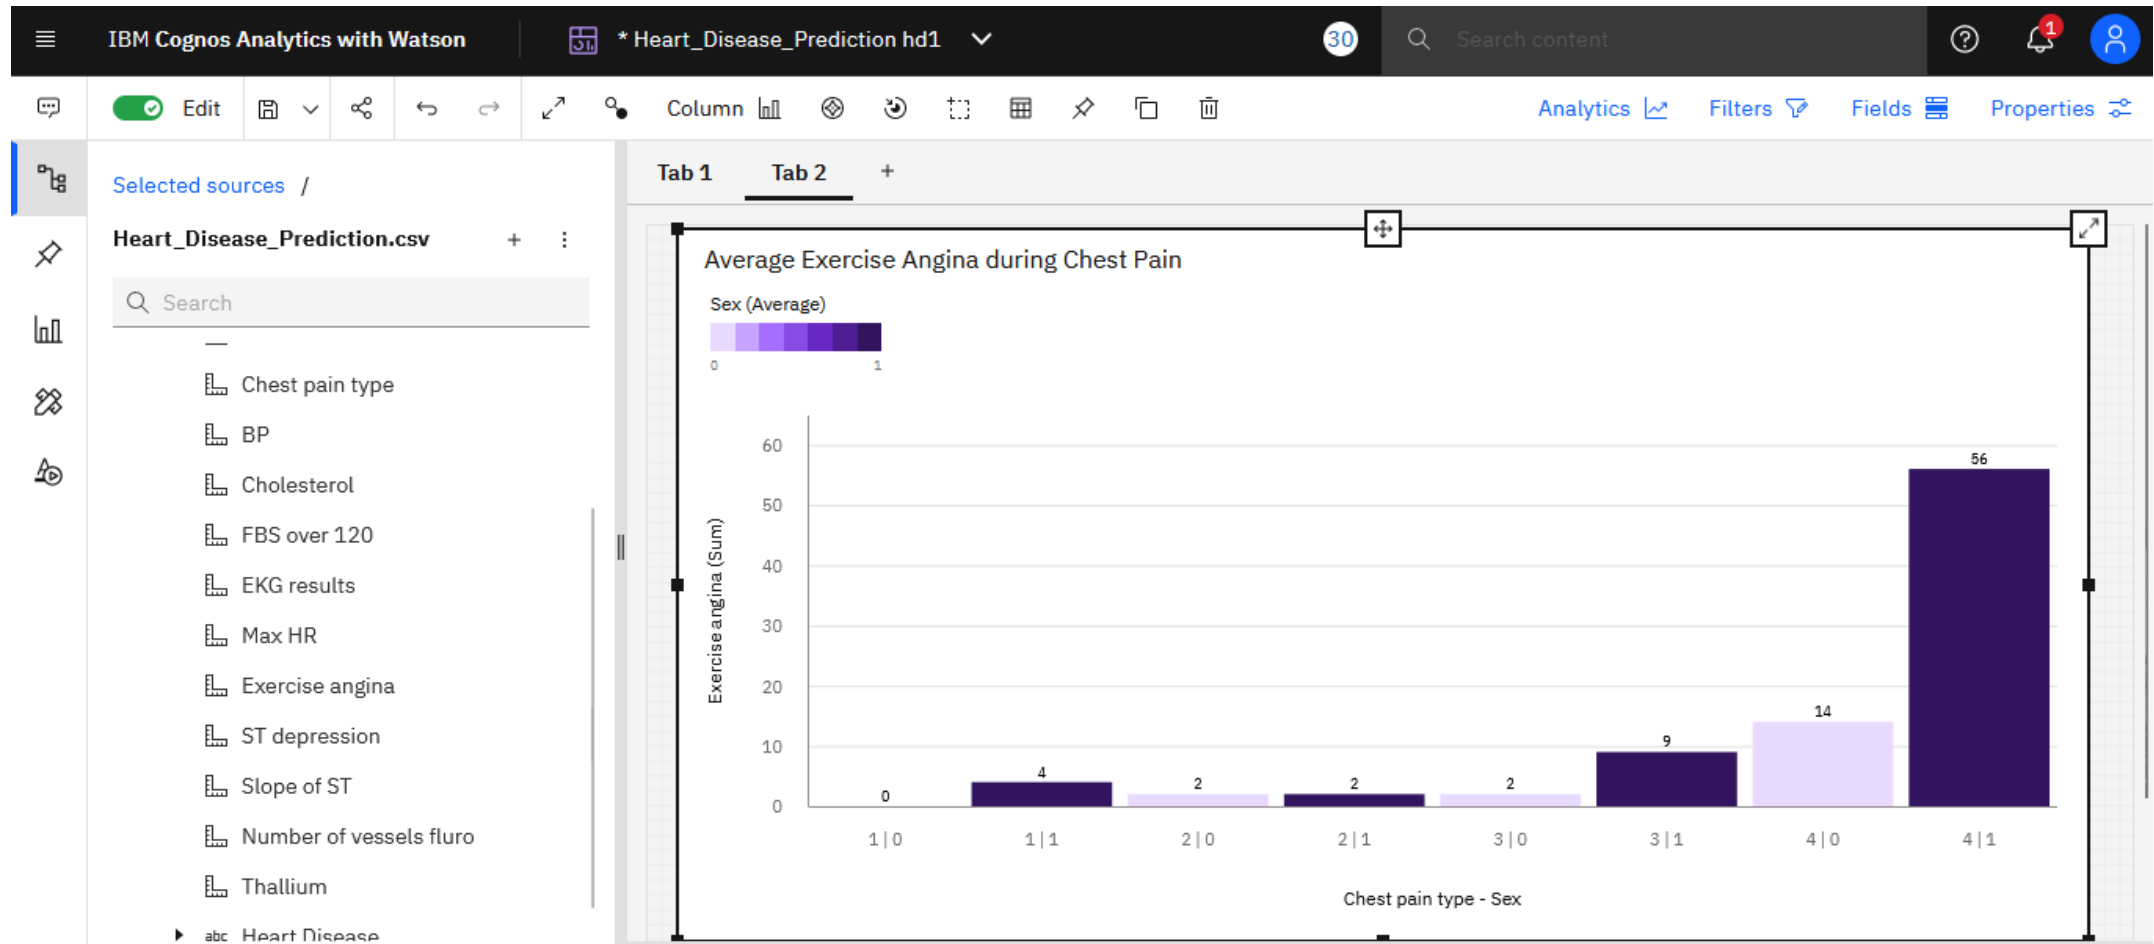 IBM Cognos Analytics with Watson
* Heart_Disease_Prediction hd1
30
Search content
1
Edit
Column
Analytics
Filters
Fields
Properties
Selected sources /
Heart_Disease_Prediction.csv
Search
Chest pain type
BP
Cholesterol
FBS over 120
EKG results
Max HR
Exercise angina
ST depression
Slope of ST
Number of vessels fluro
Thallium
abc Heart Disease
Tab 1
Tab 2
Average Exercise Angina during Chest Pain
Sex (Average)
0 1
Exercise angina (Sum)
60
50
40
30
20
10
0
0 4 2 2 2 9 14 56
1|0 1|1 2|0 2|1 3|0 3|1 4|0 4|1
Chest pain type - Sex